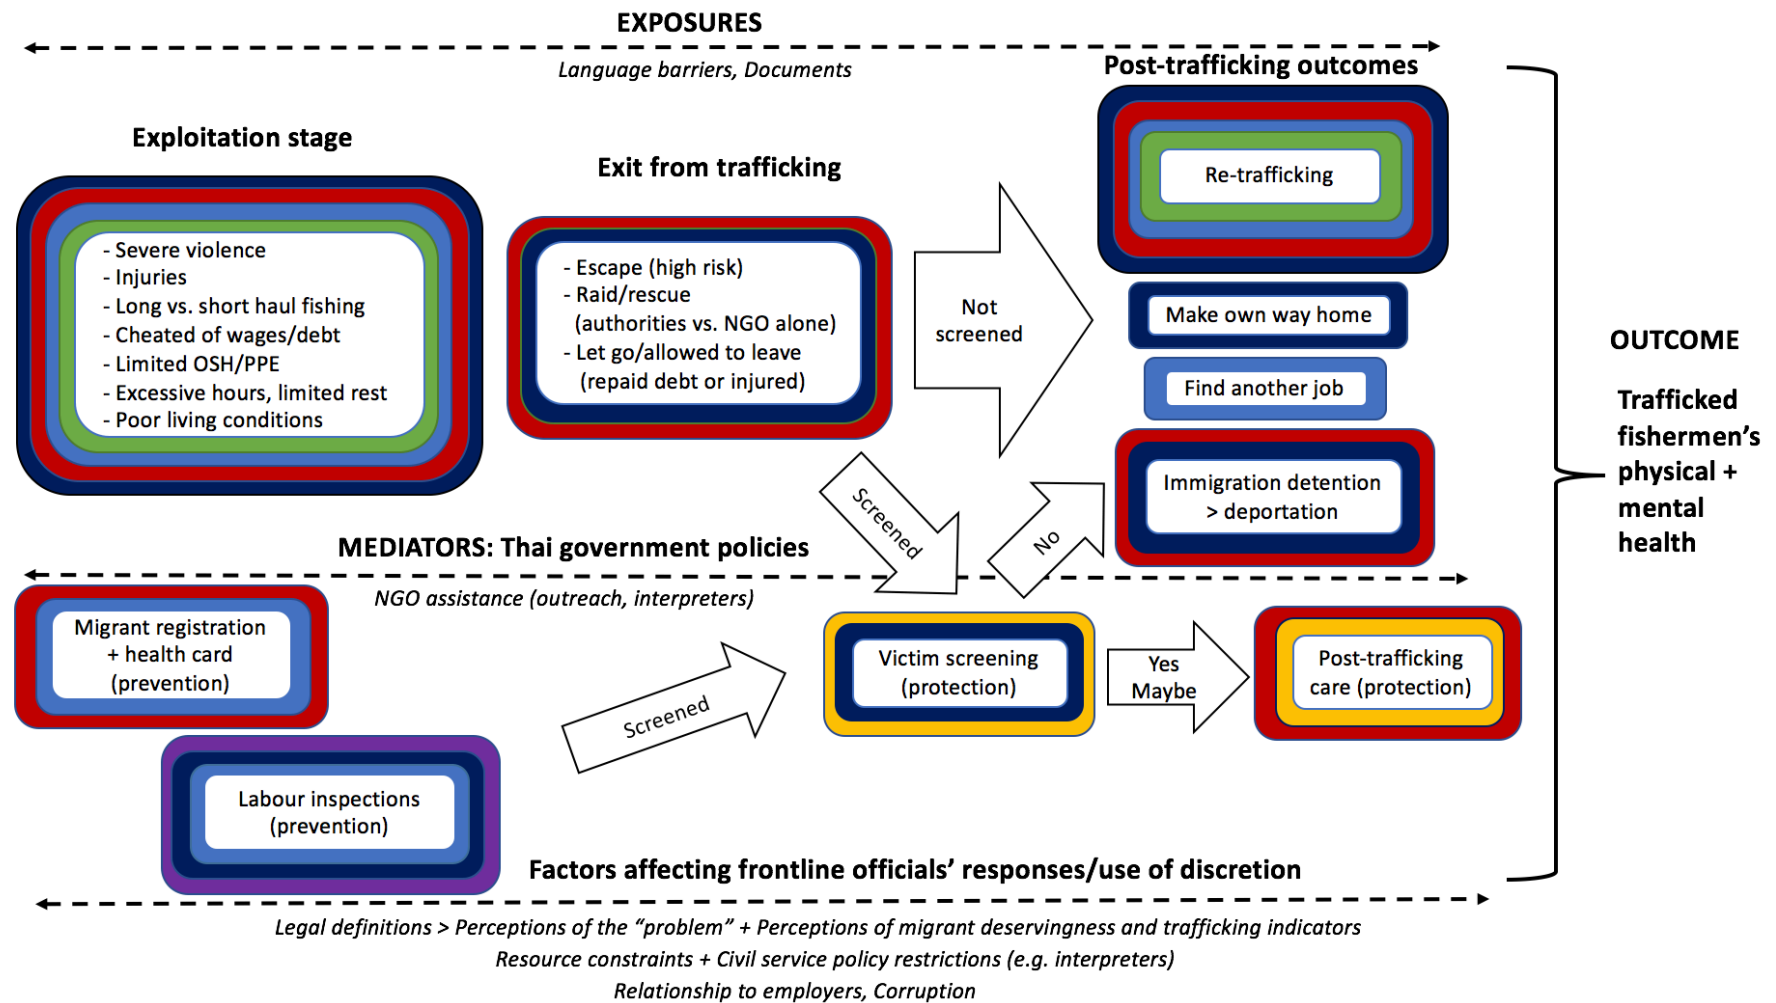 EXPOSURES
Language barriers, Documents
Post-trafficking outcomes
Exploitation stage
Exit from trafficking
- Severe violence
- Injuries
- Long vs. short haul fishing
- Cheated of wages/debt
- Limited OSH/PPE
- Excessive hours, limited rest
- Poor living conditions
- Escape (high risk)
- Raid/rescue
(authorities vs. NGO alone)
- Let go/allowed to leave
(repaid debt or injured)
Not
screened
Re-trafficking
Make own way home
Find another job
Immigration detention
> deportation
OUTCOME
Trafficked
fishermen’s
physical +
mental
health
Screened
No
MEDIATORS: Thai government policies
NGO assistance (outreach, interpreters)
Migrant registration
+ health card
(prevention)
Screened
Victim screening
(protection)
Yes
Maybe
Post-trafficking
care (protection)
Labour inspections
(prevention)
Factors affecting frontline officials’ responses/use of discretion
Legal definitions > Perceptions of the “problem” + Perceptions of migrant deservingness and trafficking indicators
Resource constraints + Civil service policy restrictions (e.g. interpreters)
Relationship to employers, Corruption